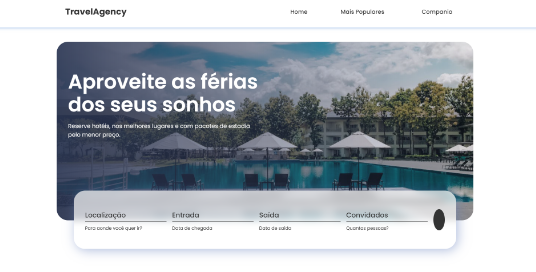 TravelAgency
Home Mais Populares Compania
Aproveite as férias
dos seus sonhos
Reserve hotéis, nos melhores lugares e com pacotes de estadia
pelo menor preço.
Localização Entrada Saída Convidados
Para onde você quer ir? Data de chegada Data de saída Quantas pessoas?